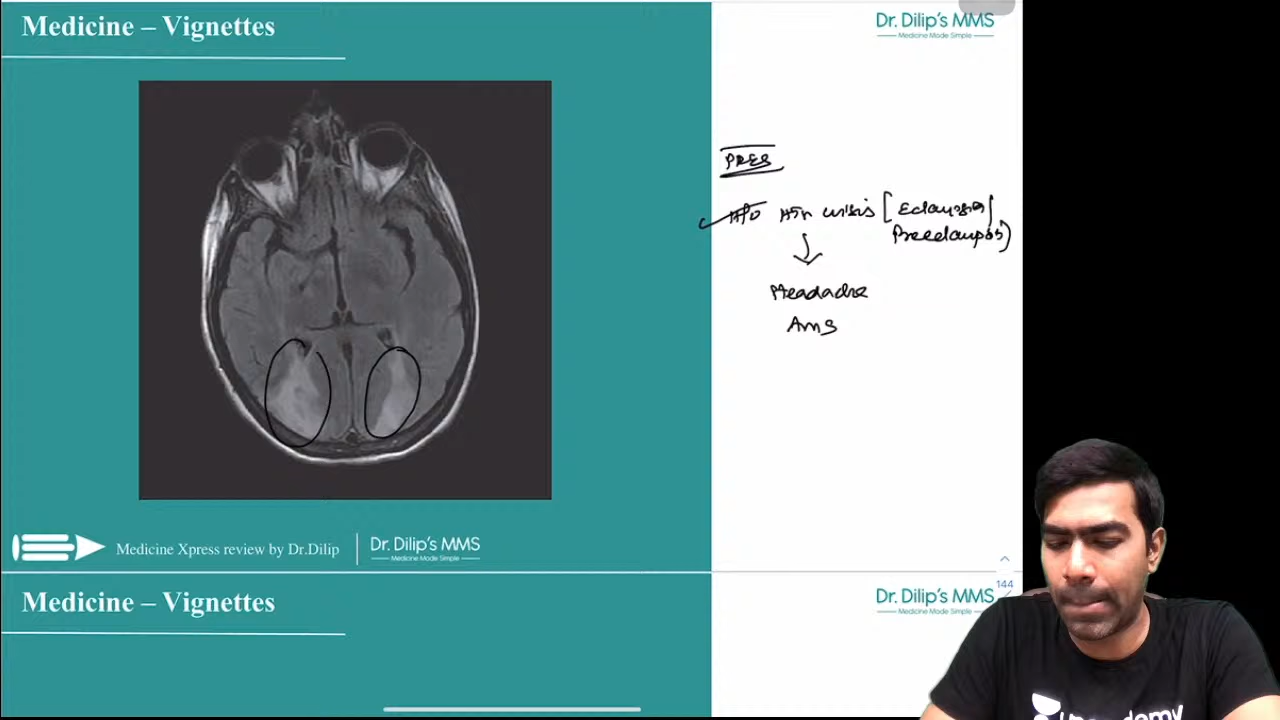 Medicine – Vignettes
Dr. Dilip's MMS
Medicine Made Simple
PRES
H/O HTN crisis [Eclampsia/
Preeclampsia)
Headache
AMS
Medicine Xpress review by Dr.Dilip
Dr. Dilip's MMS
Medicine Made Simple
144
Medicine – Vignettes
Dr. Dilip's MMS
Medicine Made Simple